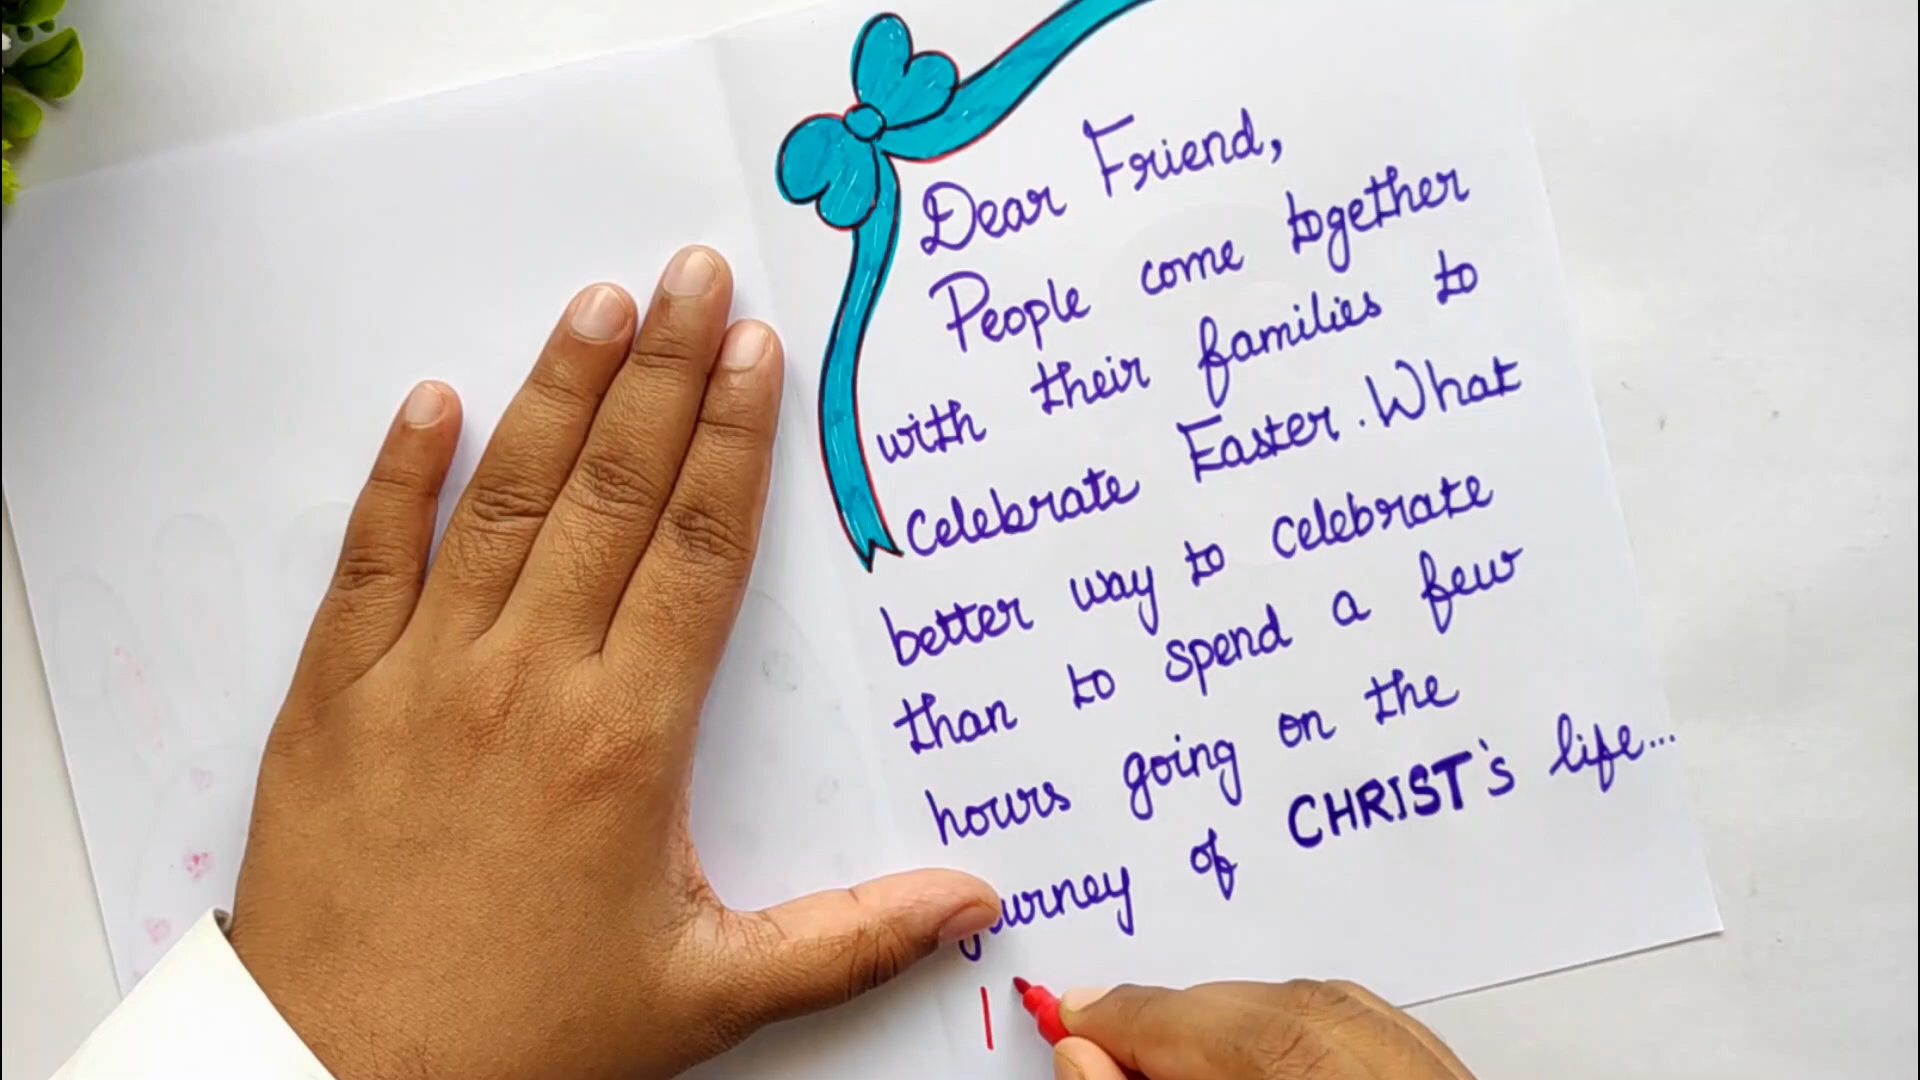 Dear Friend,
People come together
with their families to
celebrate Easter. What
better way to celebrate
than to spend a few
hours going on the
journey of CHRIST's life...